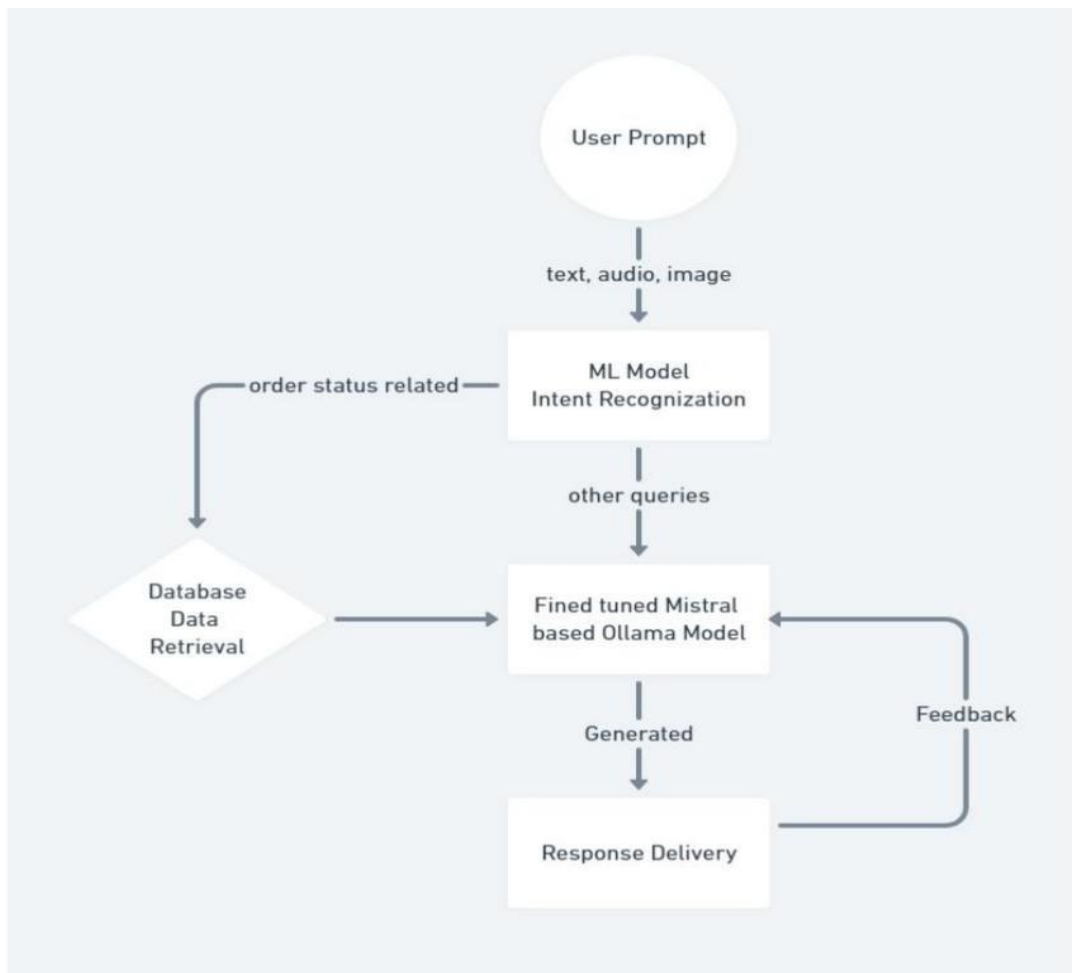 User Prompt
text, audio, image
order status related
ML Model
Intent Recognization
other queries
Database
Data
Retrieval
Fined tuned Mistral
based Ollama Model
Feedback
Generated
Response Delivery